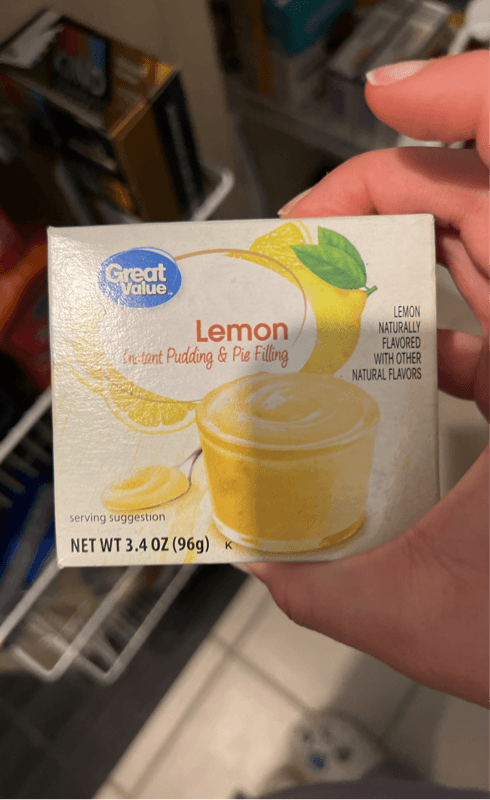 Great
Value™
Lemon
Instant Pudding & Pie Filling
LEMON
NATURALLY
FLAVORED
WITH OTHER
NATURAL FLAVORS
serving suggestion
NET WT 3.4 OZ (96g) K